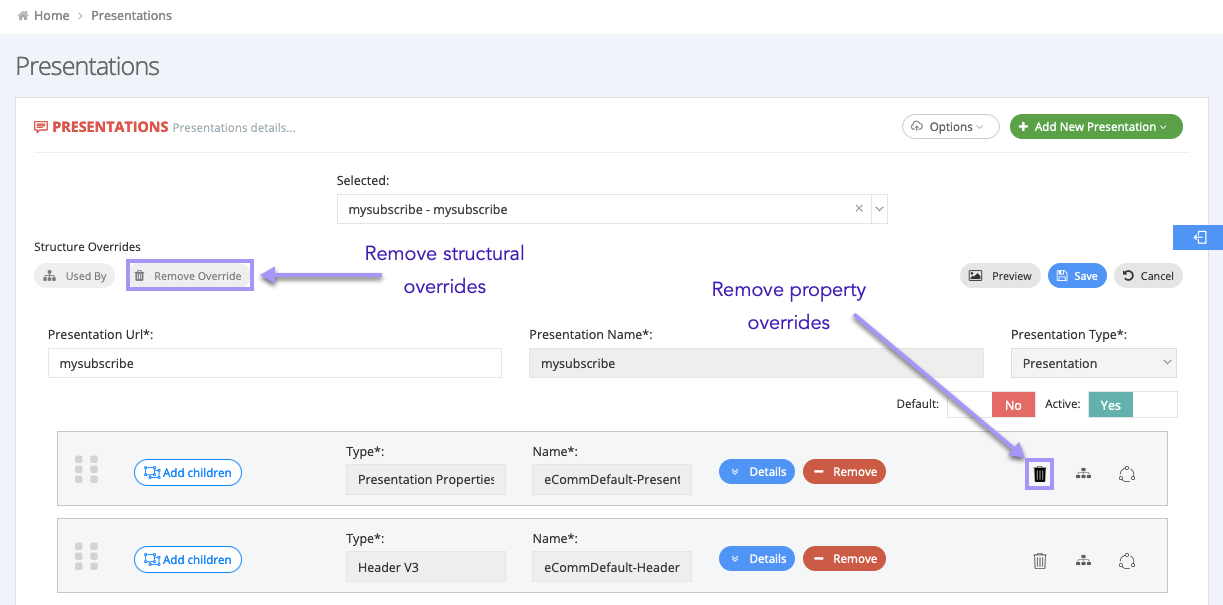 Home > Presentations
Presentations
PRESENTATIONS Presentations details...
Options
Add New Presentation
Selected:
mysubscribe - mysubscribe
Structure Overrides
Used By
Remove Override
Remove structural
overrides
Remove property
overrides
Preview
Save
Cancel
Presentation Url*:
mysubscribe
Presentation Name*:
mysubscribe
Presentation Type*:
Presentation
Default:
No
Active:
Yes
Add children
Type*:
Presentation Properties
Name*:
eCommDefault-Present
Details
Remove
Add children
Type*:
Header V3
Name*:
eCommDefault-Header
Details
Remove